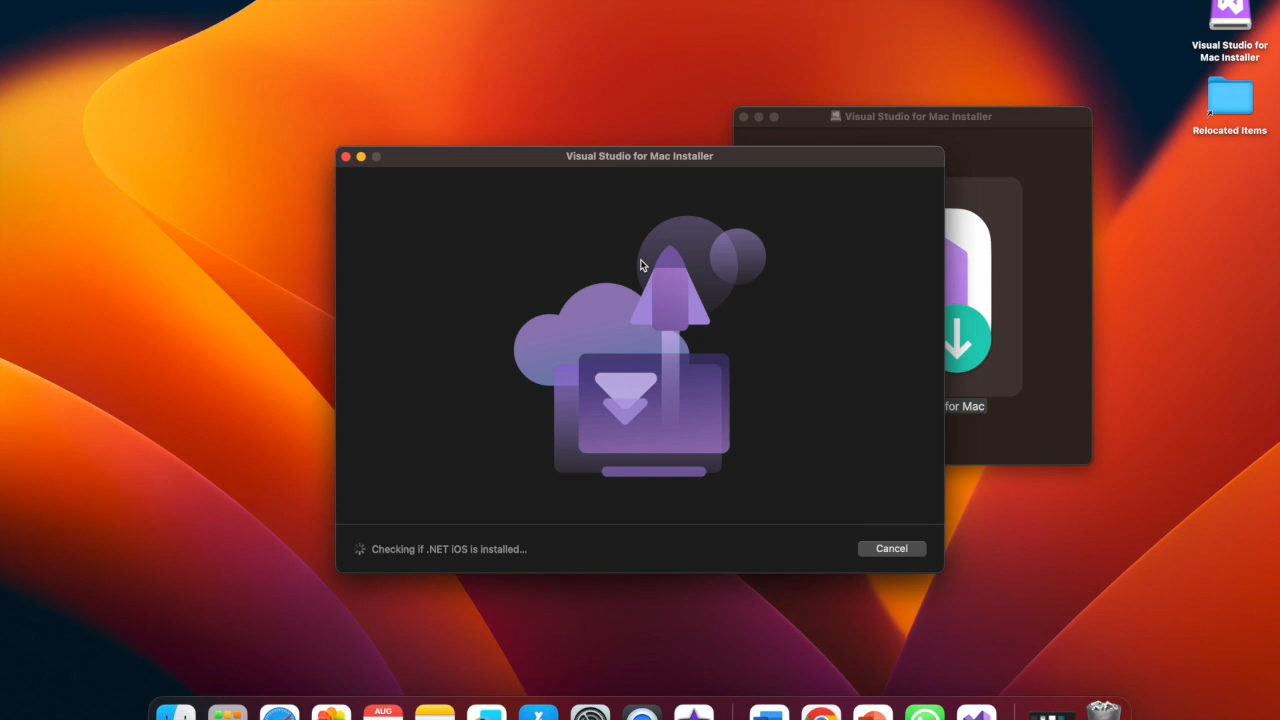 Visual Studio for
Mac Installer
Relocated Items
Visual Studio for Mac Installer
Visual Studio for Mac Installer
for Mac
Checking if .NET iOS is installed...
Cancel
AUG